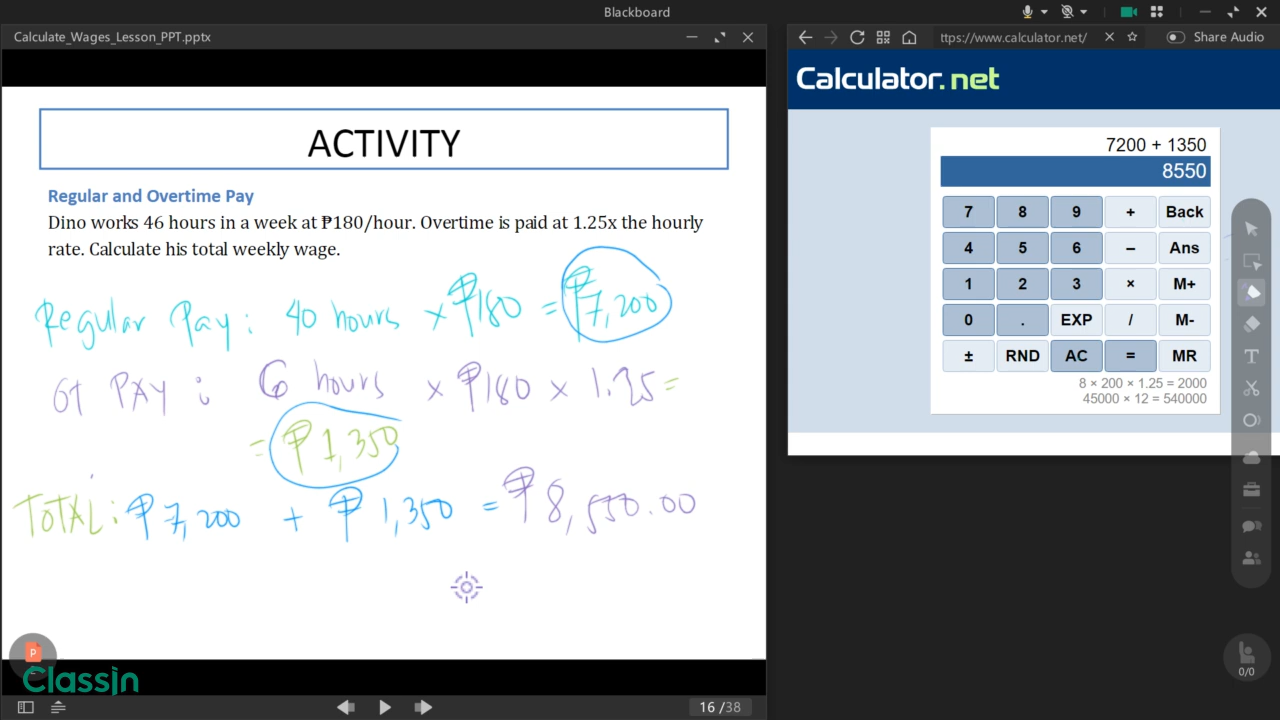 Blackboard
Calculate_Wages_Lesson_PPT.pptx
ttps://www.calculator.net/
Share Audio
Calculator.net
ACTIVITY
Regular and Overtime Pay
Dino works 46 hours in a week at ₱180/hour. Overtime is paid at 1.25x the hourly
rate. Calculate his total weekly wage.
Regular Pay: 40 hours × ₱180 = ₱7,200
OT PAY: 6 hours × ₱180 × 1.25 =
= ₱1,350
TOTAL: ₱7,200 + ₱1,350 = ₱8,550.00
7200 + 1350
8550
7 8 9 + Back
4 5 6 – Ans
1 2 3 × M+
0 . EXP / M-
± RND AC = MR
8 × 200 × 1.25 = 2000
45000 × 12 = 540000
T
P
ClassIn
16 /38
0/0